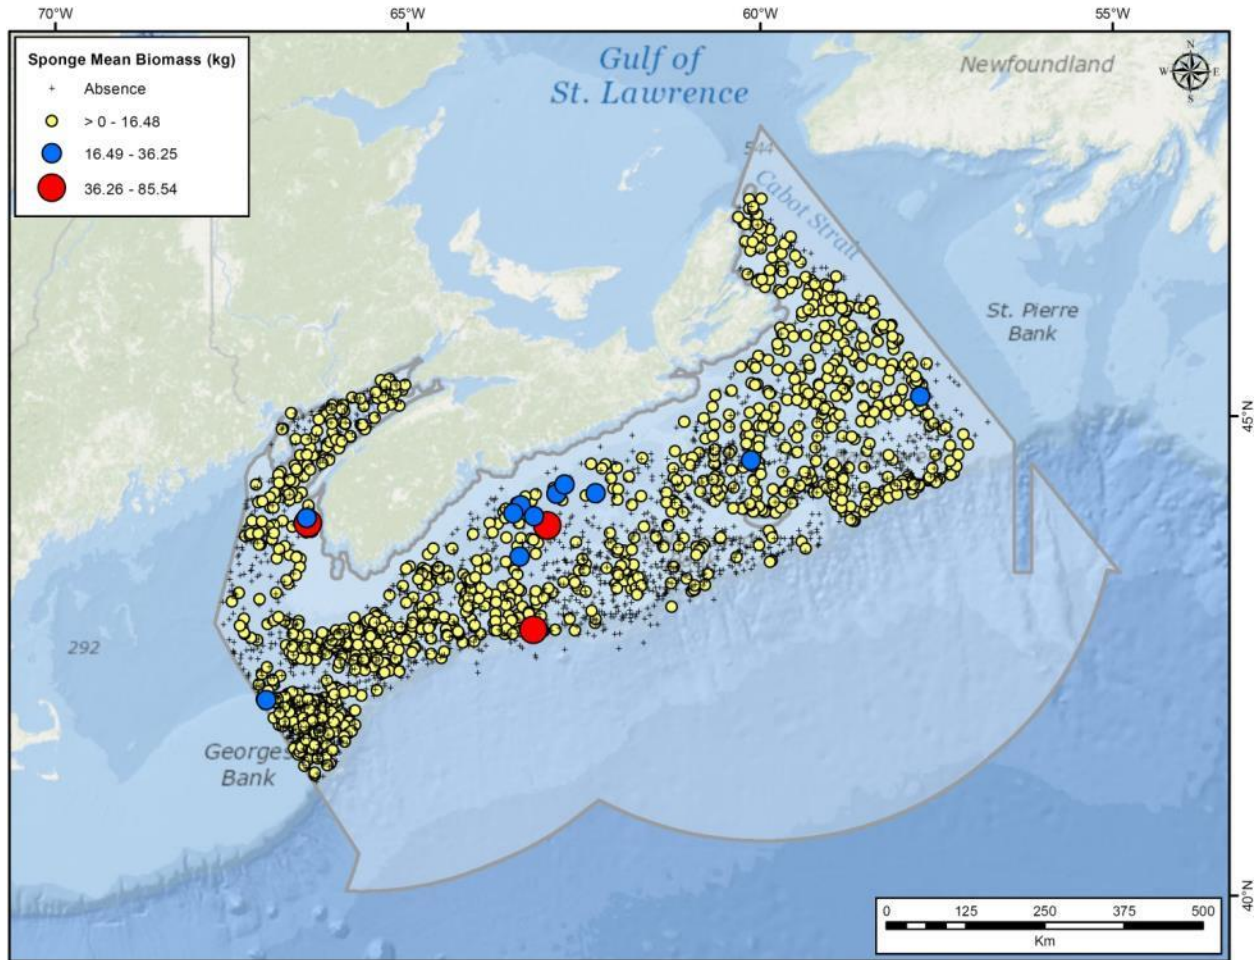 70°W 65°W 60°W 55°W
Sponge Mean Biomass (kg)
Absence
> 0 - 16.48
16.49 - 36.25
36.26 - 85.54
Gulf of
St. Lawrence
Newfoundland
N
W E
S
544
Cabot Strait
St. Pierre
Bank
45°N
292
Georges
Bank
40°N
0 125 250 375 500
Km